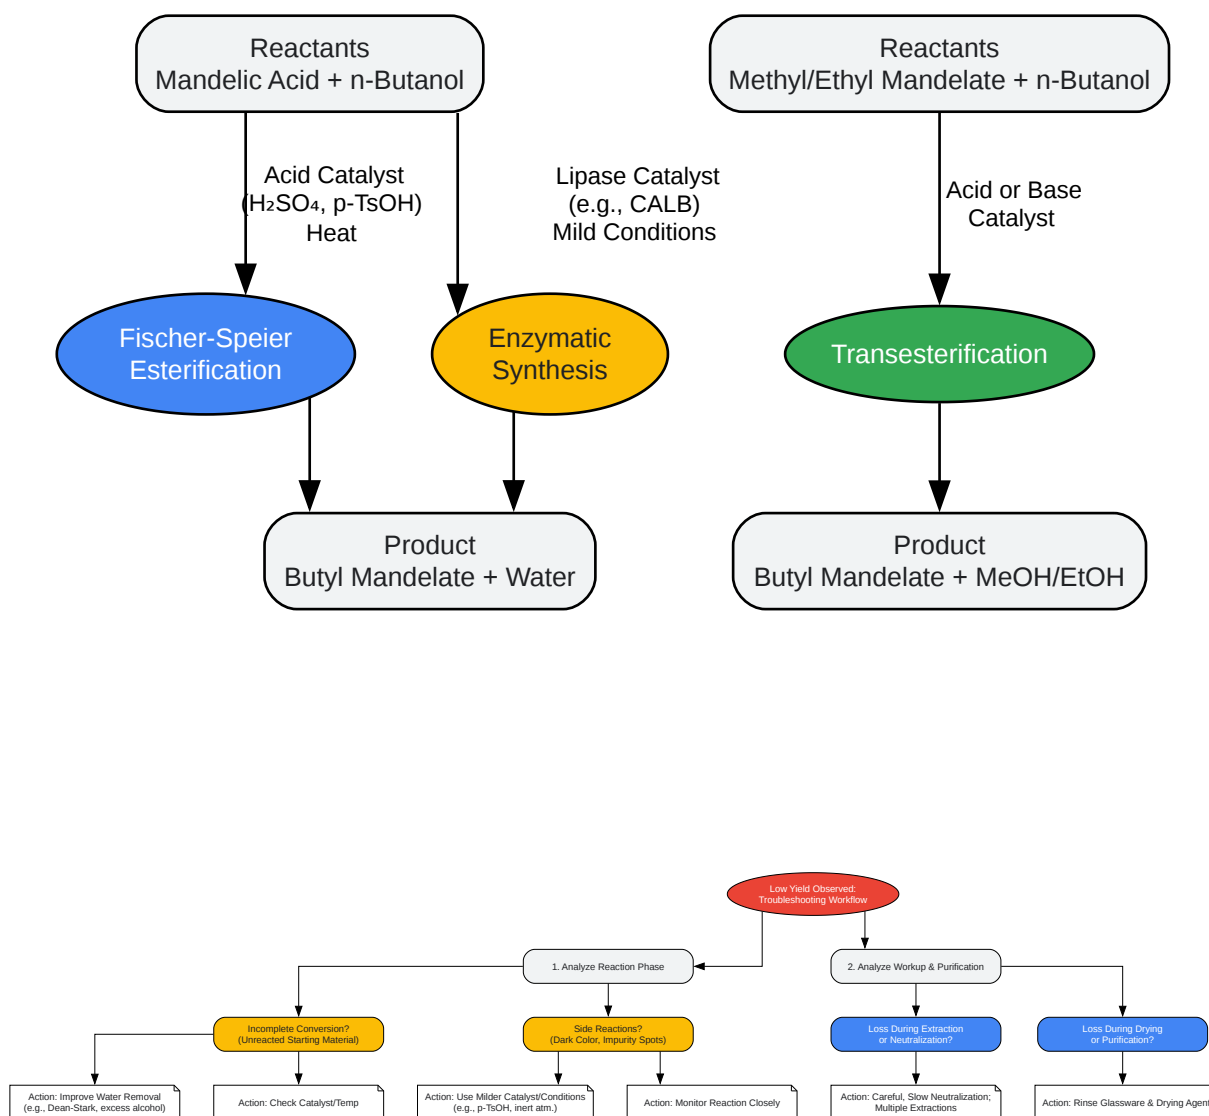 Reactants
Mandelic Acid + n-Butanol
Reactants
Methyl/Ethyl Mandelate + n-Butanol
Acid Catalyst
(H₂SO₄, p-TsOH)
Heat
Lipase Catalyst
(e.g., CALB)
Mild Conditions
Acid or Base
Catalyst
Fischer-Speier
Esterification
Enzymatic
Synthesis
Transesterification
Product
Butyl Mandelate + Water
Product
Butyl Mandelate + MeOH/EtOH
Low Yield Observed:
Troubleshooting Workflow
1. Analyze Reaction Phase
2. Analyze Workup & Purification
Incomplete Conversion?
(Unreacted Starting Material)
Side Reactions?
(Dark Color, Impurity Spots)
Loss During Extraction
or Neutralization?
Loss During Drying
or Purification?
Action: Improve Water Removal
(e.g., Dean-Stark, excess alcohol)
Action: Check Catalyst/Temp
Action: Use Milder Catalyst/Conditions
(e.g., p-TsOH, inert atm.)
Action: Monitor Reaction Closely
Action: Careful, Slow Neutralization;
Multiple Extractions
Action: Rinse Glassware & Drying Agent